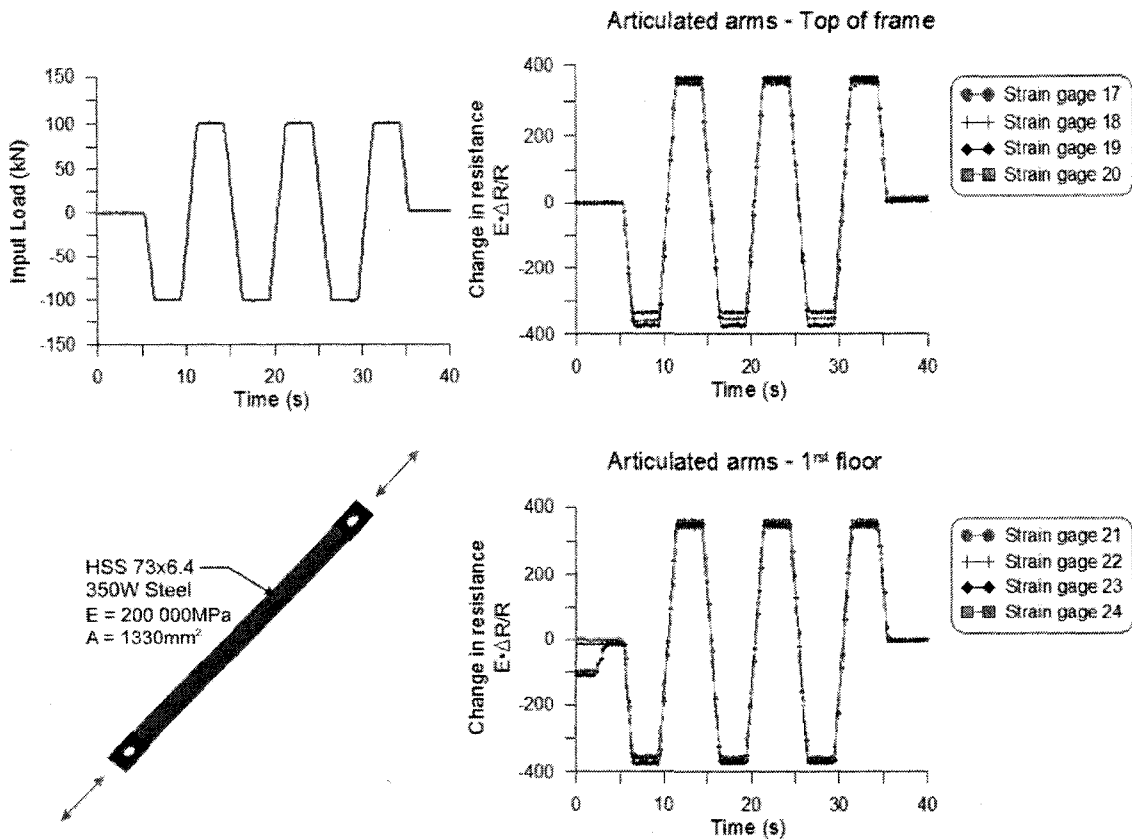 Articulated arms - Top of frame
Input Load (kN)
150
100
50
0
-50
-100
-150
0 10 20 30 40
Time (s)
Change in resistance
E•ΔR/R
400
200
0
-200
-400
0 10 20 30 40
Time (s)
Strain gage 17
Strain gage 18
Strain gage 19
Strain gage 20
HSS 73x6.4
350W Steel
E = 200 000MPa
A = 1330mm²
Articulated arms - 1rst floor
Change in resistance
E•ΔR/R
400
200
0
-200
-400
0 10 20 30 40
Time (s)
Strain gage 21
Strain gage 22
Strain gage 23
Strain gage 24